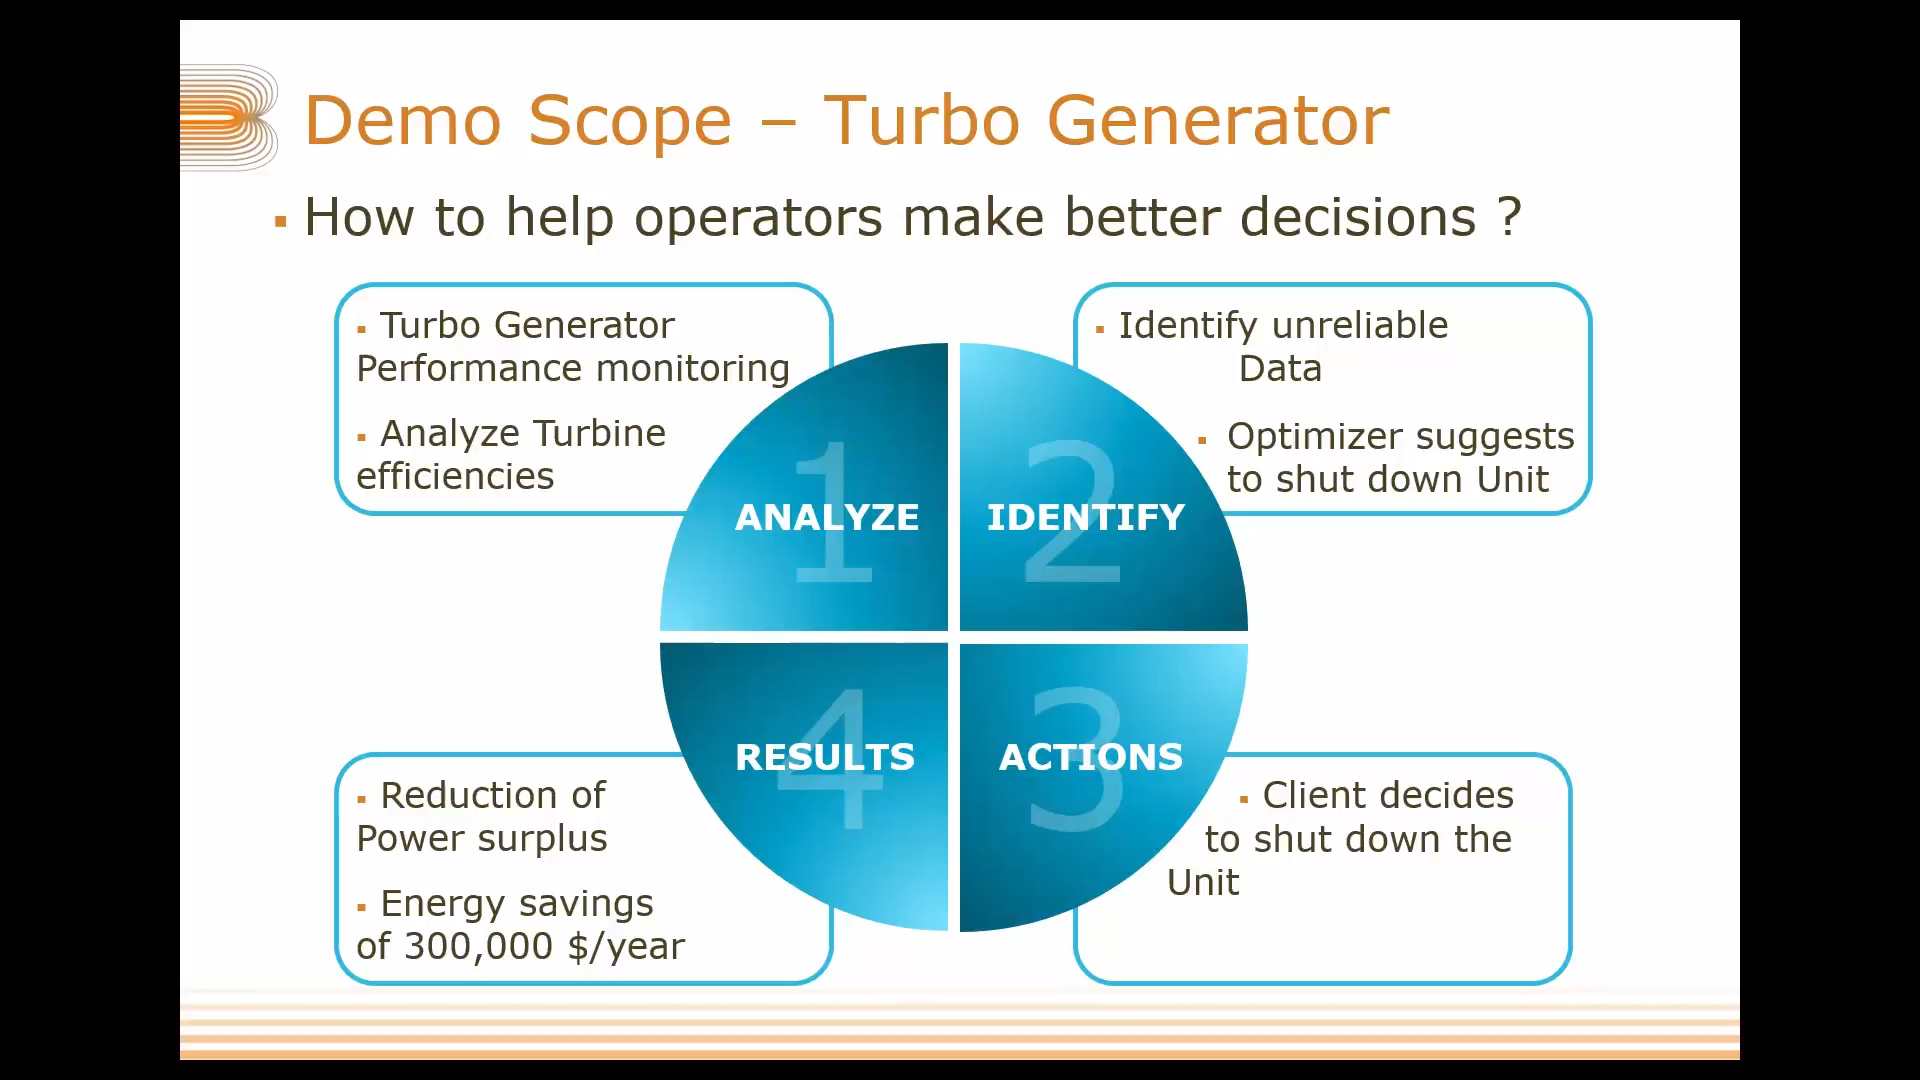 Demo Scope – Turbo Generator
▪ How to help operators make better decisions ?
▪ Turbo Generator
Performance monitoring
▪ Analyze Turbine
efficiencies
▪ Identify unreliable
Data
▪ Optimizer suggests
to shut down Unit
1
ANALYZE
2
IDENTIFY
4
RESULTS
3
ACTIONS
▪ Reduction of
Power surplus
▪ Energy savings
of 300,000 $/year
▪ Client decides
to shut down the
Unit